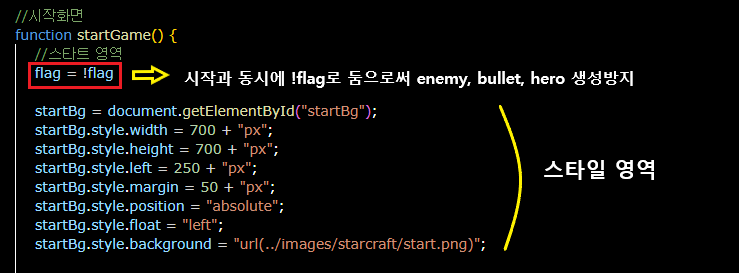 //시작화면
function startGame() {
//스타트 영역
flag = !flag
시작과 동시에 !flag로 둠으로써 enemy, bullet, hero 생성방지
startBg = document.getElementById("startBg");
startBg.style.width = 700 + "px";
startBg.style.height = 700 + "px";
startBg.style.left = 250 + "px";
startBg.style.margin = 50 + "px";
startBg.style.position = "absolute";
startBg.style.float = "left";
startBg.style.background = "url(../images/starcraft/start.png)";
스타일 영역